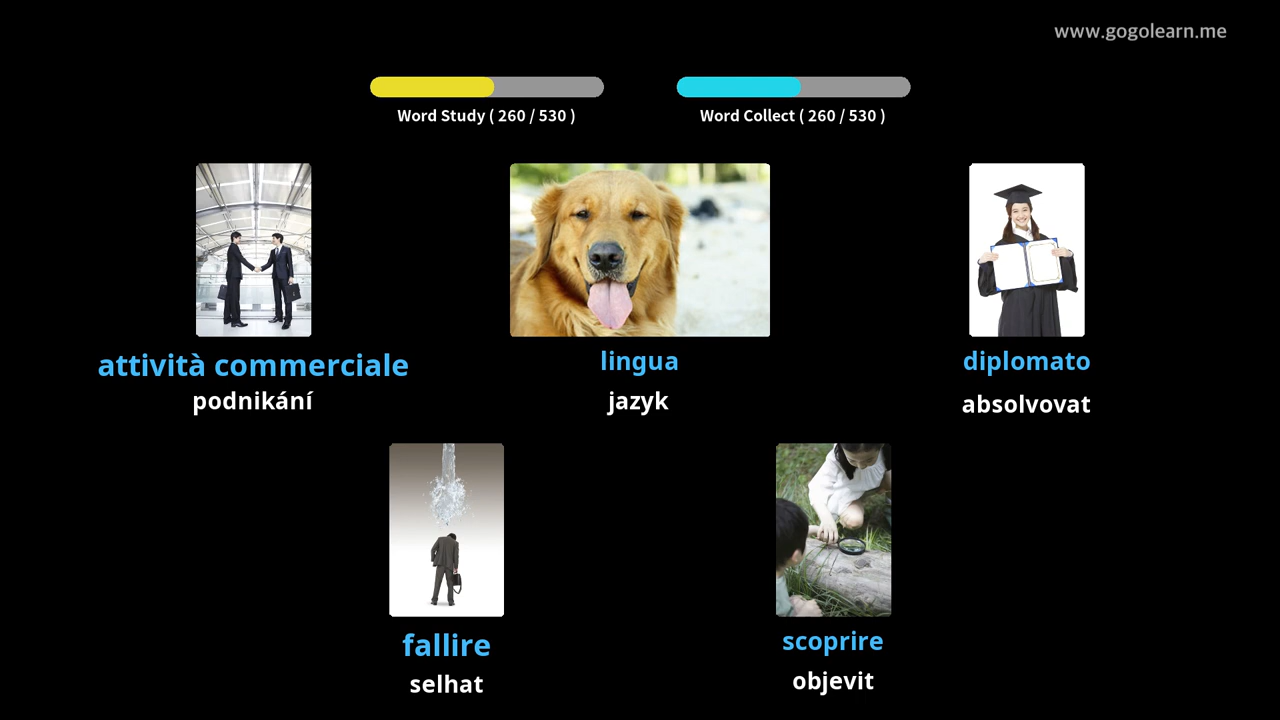 www.gogolearn.me
Word Study ( 260 / 530 )
Word Collect ( 260 / 530 )
attività commerciale
podnikání
lingua
jazyk
diplomato
absolvovat
fallire
selhat
scoprire
objevit